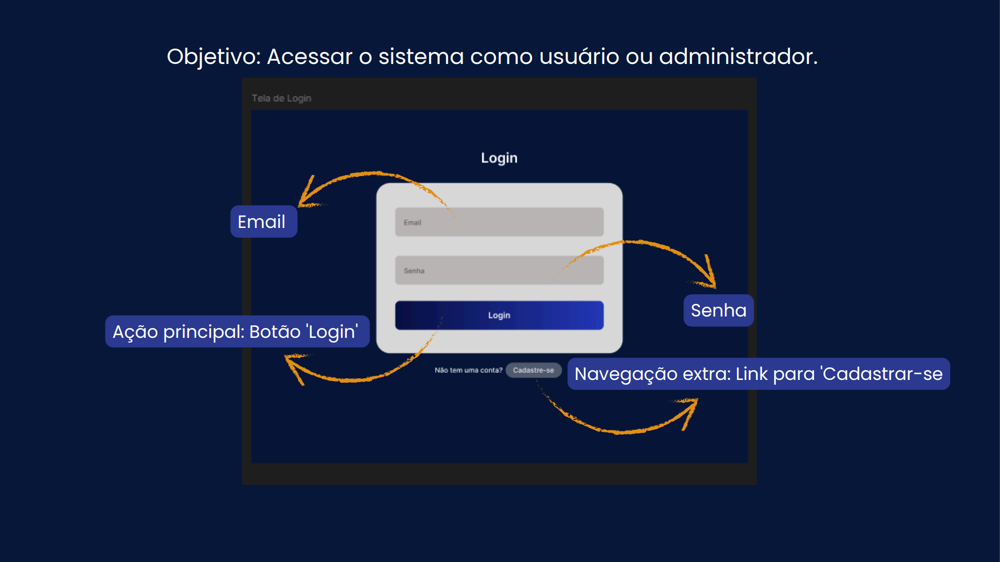 Objetivo: Acessar o sistema como usuário ou administrador.
Tela de Login
Login
Email
Email
Senha
Senha
Login
Ação principal: Botão 'Login'
Não tem uma conta? Cadastre-se
Navegação extra: Link para 'Cadastrar-se